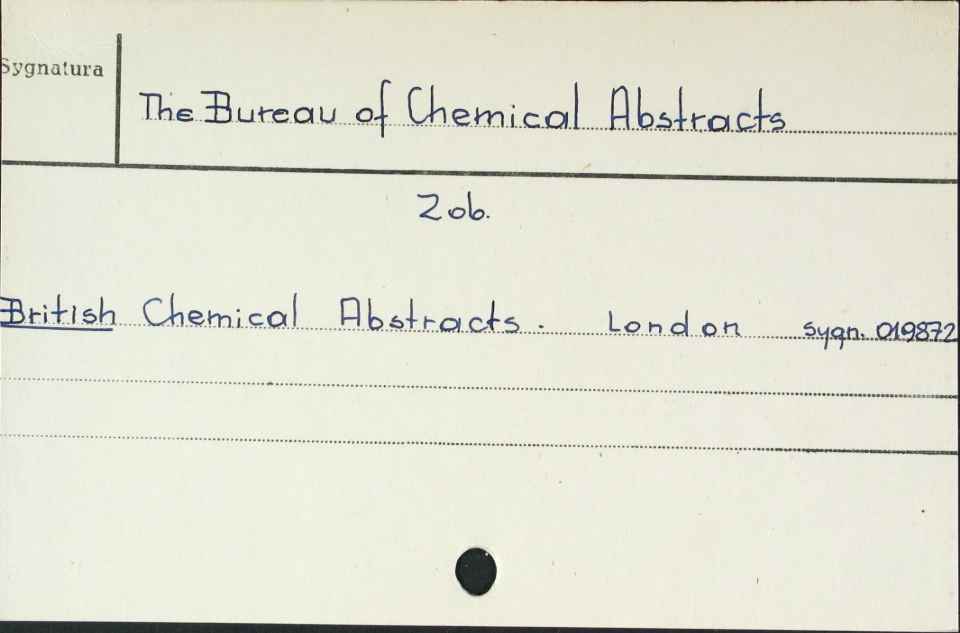 Sygnatura
The Bureau of Chemical Abstracts
Zob.
British Chemical Abstracts. London sygn. 019872